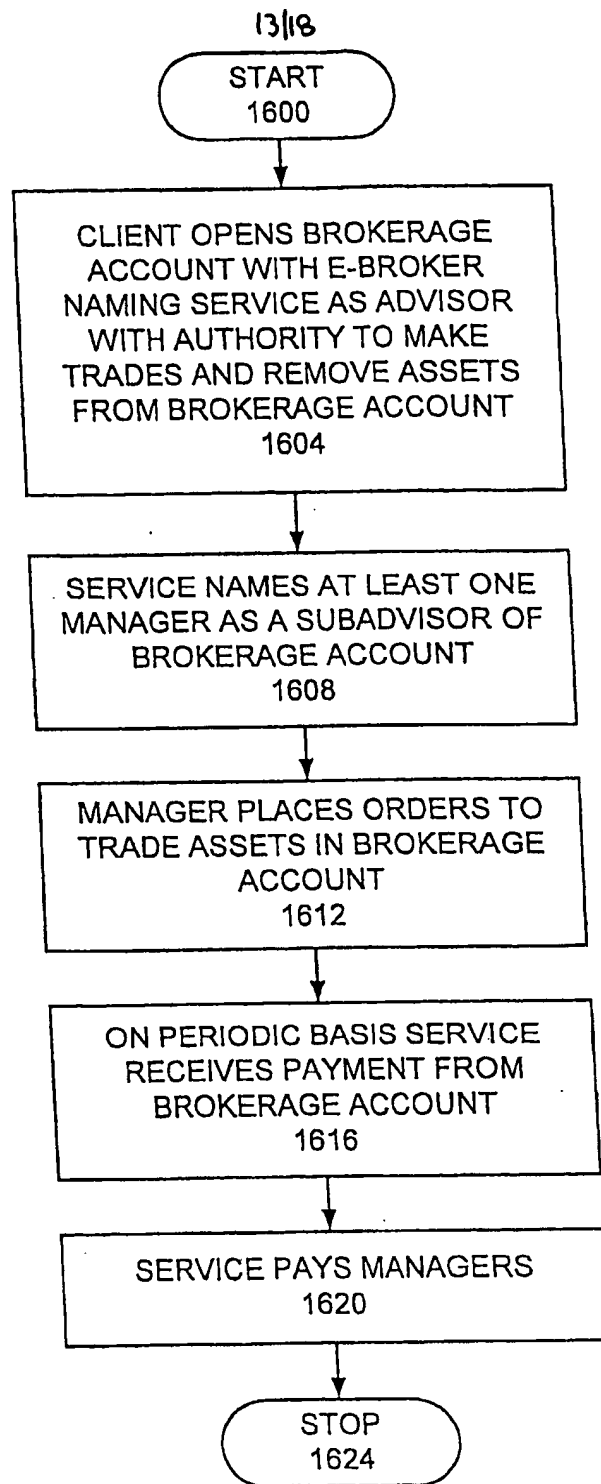 13/18
START
1600
CLIENT OPENS BROKERAGE
ACCOUNT WITH E-BROKER
NAMING SERVICE AS ADVISOR
WITH AUTHORITY TO MAKE
TRADES AND REMOVE ASSETS
FROM BROKERAGE ACCOUNT
1604
SERVICE NAMES AT LEAST ONE
MANAGER AS A SUBADVISOR OF
BROKERAGE ACCOUNT
1608
MANAGER PLACES ORDERS TO
TRADE ASSETS IN BROKERAGE
ACCOUNT
1612
ON PERIODIC BASIS SERVICE
RECEIVES PAYMENT FROM
BROKERAGE ACCOUNT
1616
SERVICE PAYS MANAGERS
1620
STOP
1624